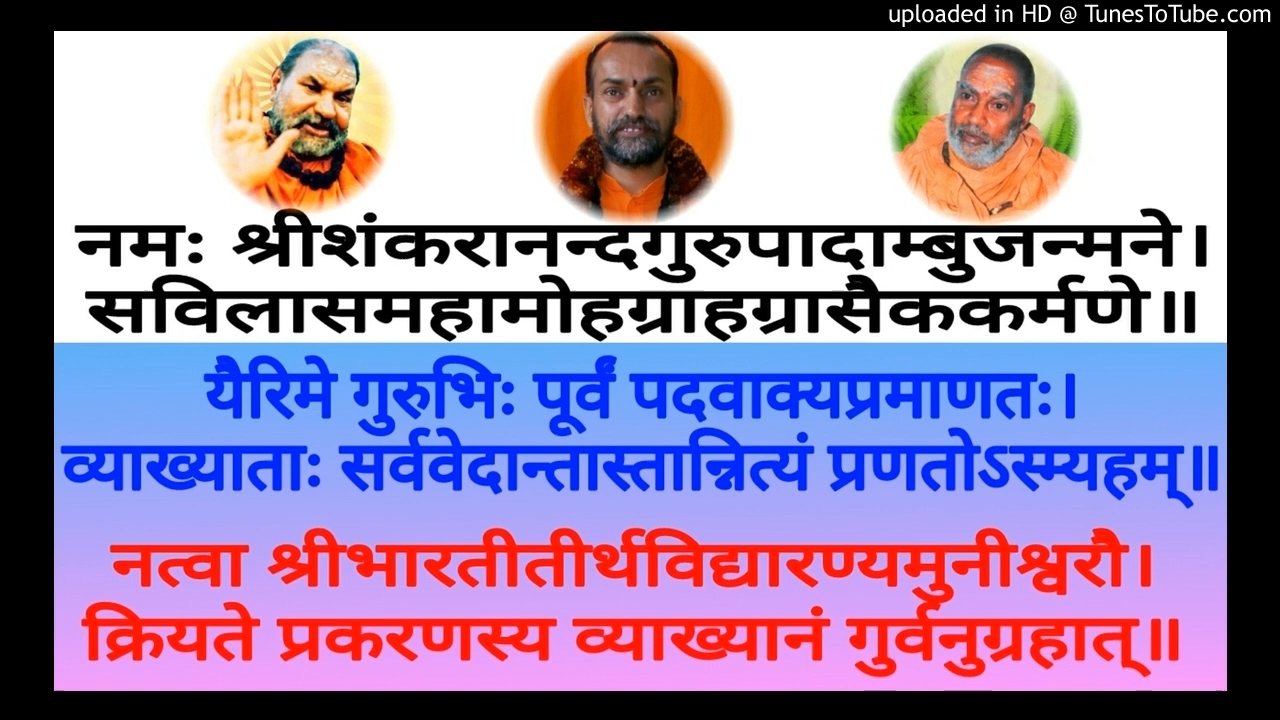 uploaded in HD @ TunesToTube.com
नमः श्रीशंकरानन्दगुरुपादाम्बुजन्मने।
सविलासमहामोहग्राहग्रासैककर्मणे॥
यैरिमे गुरुभिः पूर्वं पदवाक्यप्रमाणतः।
व्याख्याताः सर्ववेदान्तास्तान्नित्यं प्रणतोऽस्म्यहम्॥
नत्वा श्रीभारतीतीर्थविद्यारण्यमुनीश्वरौ।
क्रियते प्रकरणस्य व्याख्यानं गुर्वनुग्रहात्॥